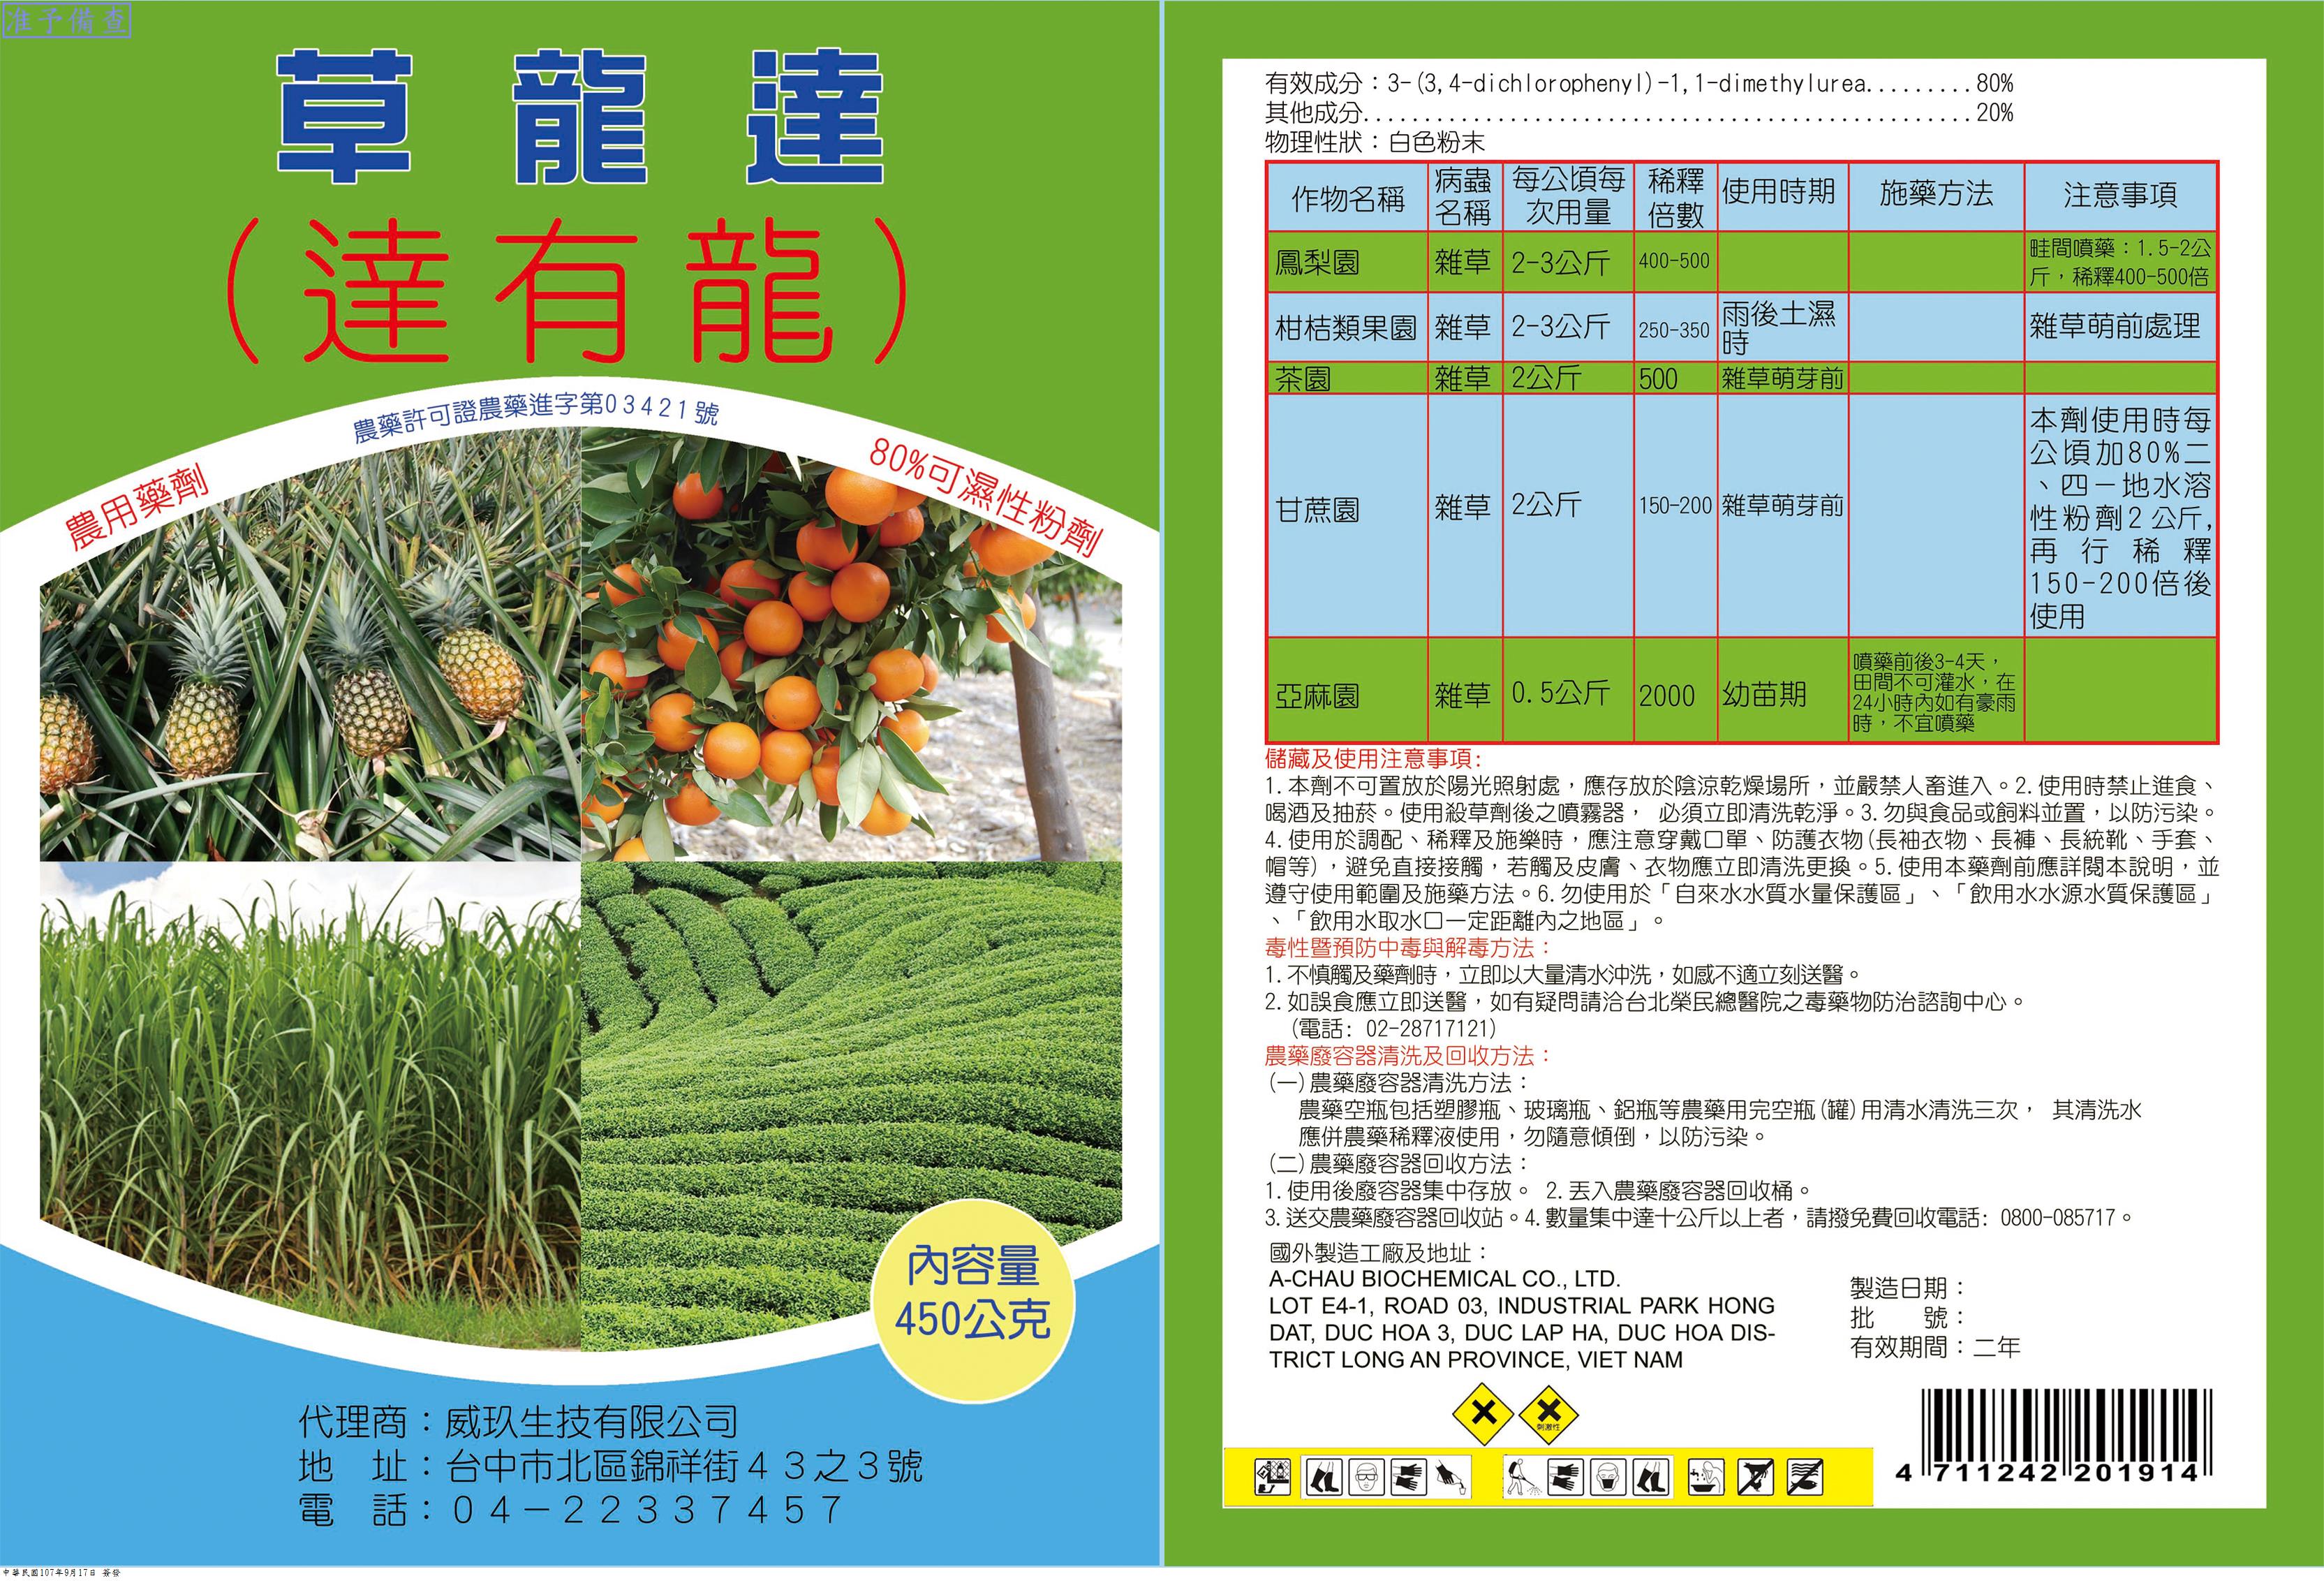 准予備查
草龍達
(達有龍)
農藥許可證農藥進字第03421號
農用藥劑
80%可濕性粉劑
內容量
450公克
代理商：威玖生技有限公司
地　址：台中市北區錦祥街４３之３號
電　話：０４－２２３３７４５７
中華民國107年9月17日 簽發
有效成分：3-(3,4-dichlorophenyl)-1,1-dimethylurea.........80%
其他成分..................................................20%
物理性狀：白色粉末
作物名稱 病蟲名稱 每公頃每次用量 稀釋倍數 使用時期 施藥方法 注意事項
鳳梨園 雜草 2-3公斤 400-500 畦間噴藥：1.5-2公斤，稀釋400-500倍
柑桔類果園 雜草 2-3公斤 250-350 雨後土濕時 雜草萌前處理
茶園 雜草 2公斤 500 雜草萌芽前
甘蔗園 雜草 2公斤 150-200 雜草萌芽前 本劑使用時每公頃加80%二、四－地水溶性粉劑2公斤,再行稀釋150-200倍後使用
亞麻園 雜草 0.5公斤 2000 幼苗期 噴藥前後3-4天，田間不可灌水，在24小時內如有豪雨時，不宜噴藥
儲藏及使用注意事項:
1.本劑不可置放於陽光照射處，應存放於陰涼乾燥場所，並嚴禁人畜進入。2.使用時禁止進食、
喝酒及抽菸。使用殺草劑後之噴霧器， 必須立即清洗乾淨。3.勿與食品或飼料並置，以防污染。
4.使用於調配、稀釋及施樂時，應注意穿戴口單、防護衣物(長袖衣物、長褲、長統靴、手套、
帽等)，避免直接接觸，若觸及皮膚、衣物應立即清洗更換。5.使用本藥劑前應詳閱本說明，並
遵守使用範圍及施藥方法。6.勿使用於「自來水水質水量保護區」、「飲用水水源水質保護區」
、「飲用水取水口一定距離內之地區」。
毒性暨預防中毒與解毒方法：
1.不慎觸及藥劑時，立即以大量清水沖洗，如感不適立刻送醫。
2.如誤食應立即送醫，如有疑問請洽台北榮民總醫院之毒藥物防治諮詢中心。
(電話: 02-28717121)
農藥廢容器清洗及回收方法：
(一)農藥廢容器清洗方法：
農藥空瓶包括塑膠瓶、玻璃瓶、鋁瓶等農藥用完空瓶(罐)用清水清洗三次， 其清洗水
應併農藥稀釋液使用，勿隨意傾倒，以防污染。
(二)農藥廢容器回收方法：
1.使用後廢容器集中存放。 2.丟入農藥廢容器回收桶。
3.送交農藥廢容器回收站。4.數量集中達十公斤以上者，請撥免費回收電話: 0800-085717。
國外製造工廠及地址：
A-CHAU BIOCHEMICAL CO., LTD.
LOT E4-1, ROAD 03, INDUSTRIAL PARK HONG
DAT, DUC HOA 3, DUC LAP HA, DUC HOA DIS-
TRICT LONG AN PROVINCE, VIET NAM
製造日期：
批　　號：
有效期間：二年
刺激性
4 711242 201914